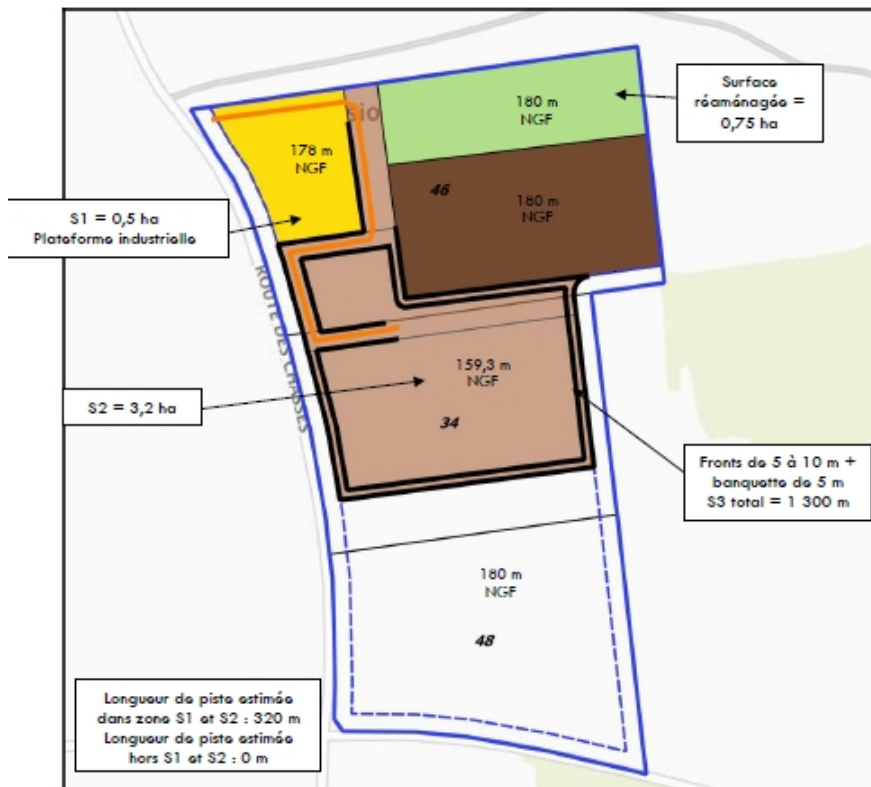 180 m
NGF
Surface
réaménagée =
0,75 ha
SIO
178 m
NGF
46
180 m
NGF
S1 = 0,5 ha
Plateforme industrielle
ROUTE DES CHASSES
159,3 m
NGF
S2 = 3,2 ha
34
Fronts de 5 à 10 m +
banquette de 5 m
S3 total = 1 300 m
180 m
NGF
48
Longueur de piste estimée
dans zone S1 et S2 : 320 m
Longueur de piste estimée
hors S1 et S2 : 0 m